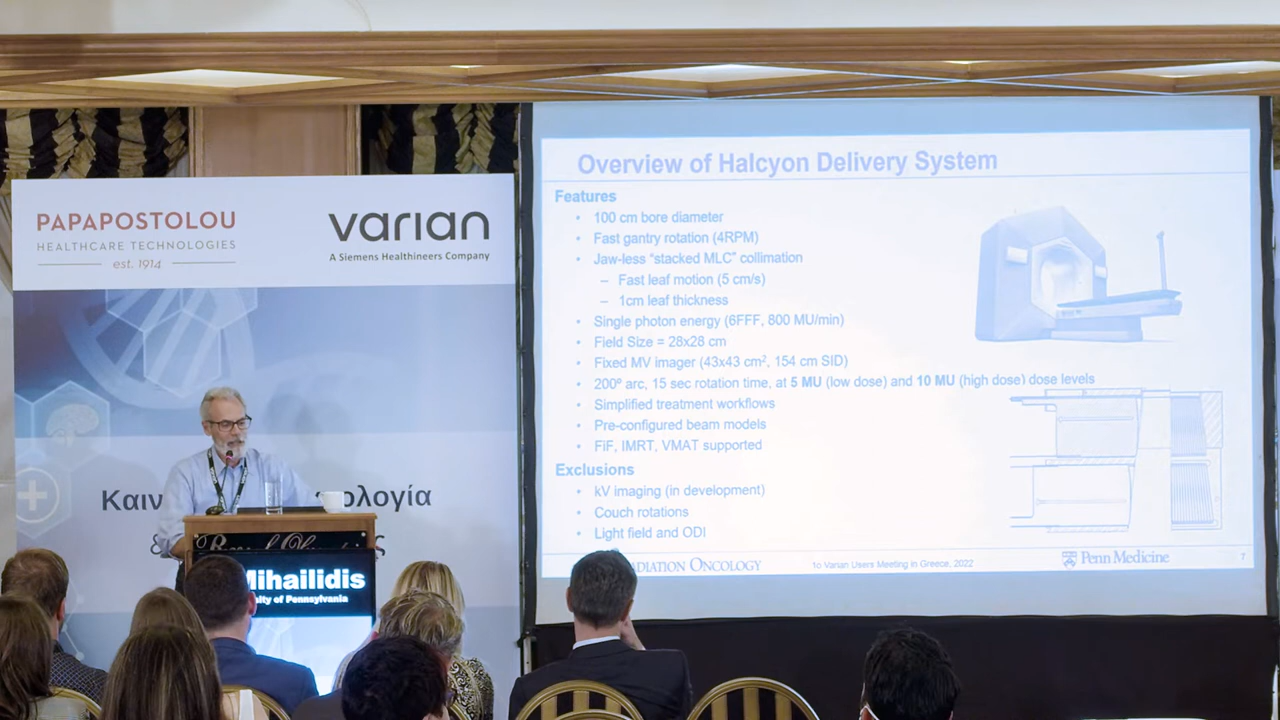 PAPAPOSTOLOU
HEALTHCARE TECHNOLOGIES
est. 1914
varian
A Siemens Healthineers Company
Overview of Halcyon Delivery System
Features
• 100 cm bore diameter
• Fast gantry rotation (4RPM)
• Jaw-less “stacked MLC” collimation
– Fast leaf motion (5 cm/s)
– 1cm leaf thickness
• Single photon energy (6FFF, 800 MU/min)
• Field Size = 28x28 cm
• Fixed MV imager (43x43 cm², 154 cm SID)
• 200º arc, 15 sec rotation time, at 5 MU (low dose) and 10 MU (high dose) dose levels
• Simplified treatment workflows
• Pre-configured beam models
• FiF, IMRT, VMAT supported
Exclusions
• kV imaging (in development)
• Couch rotations
• Light field and ODI
ONCOLOGY
1o Varian Users Meeting in Greece, 2022
Penn Medicine
7
Mihailidis
of Pennsylvania